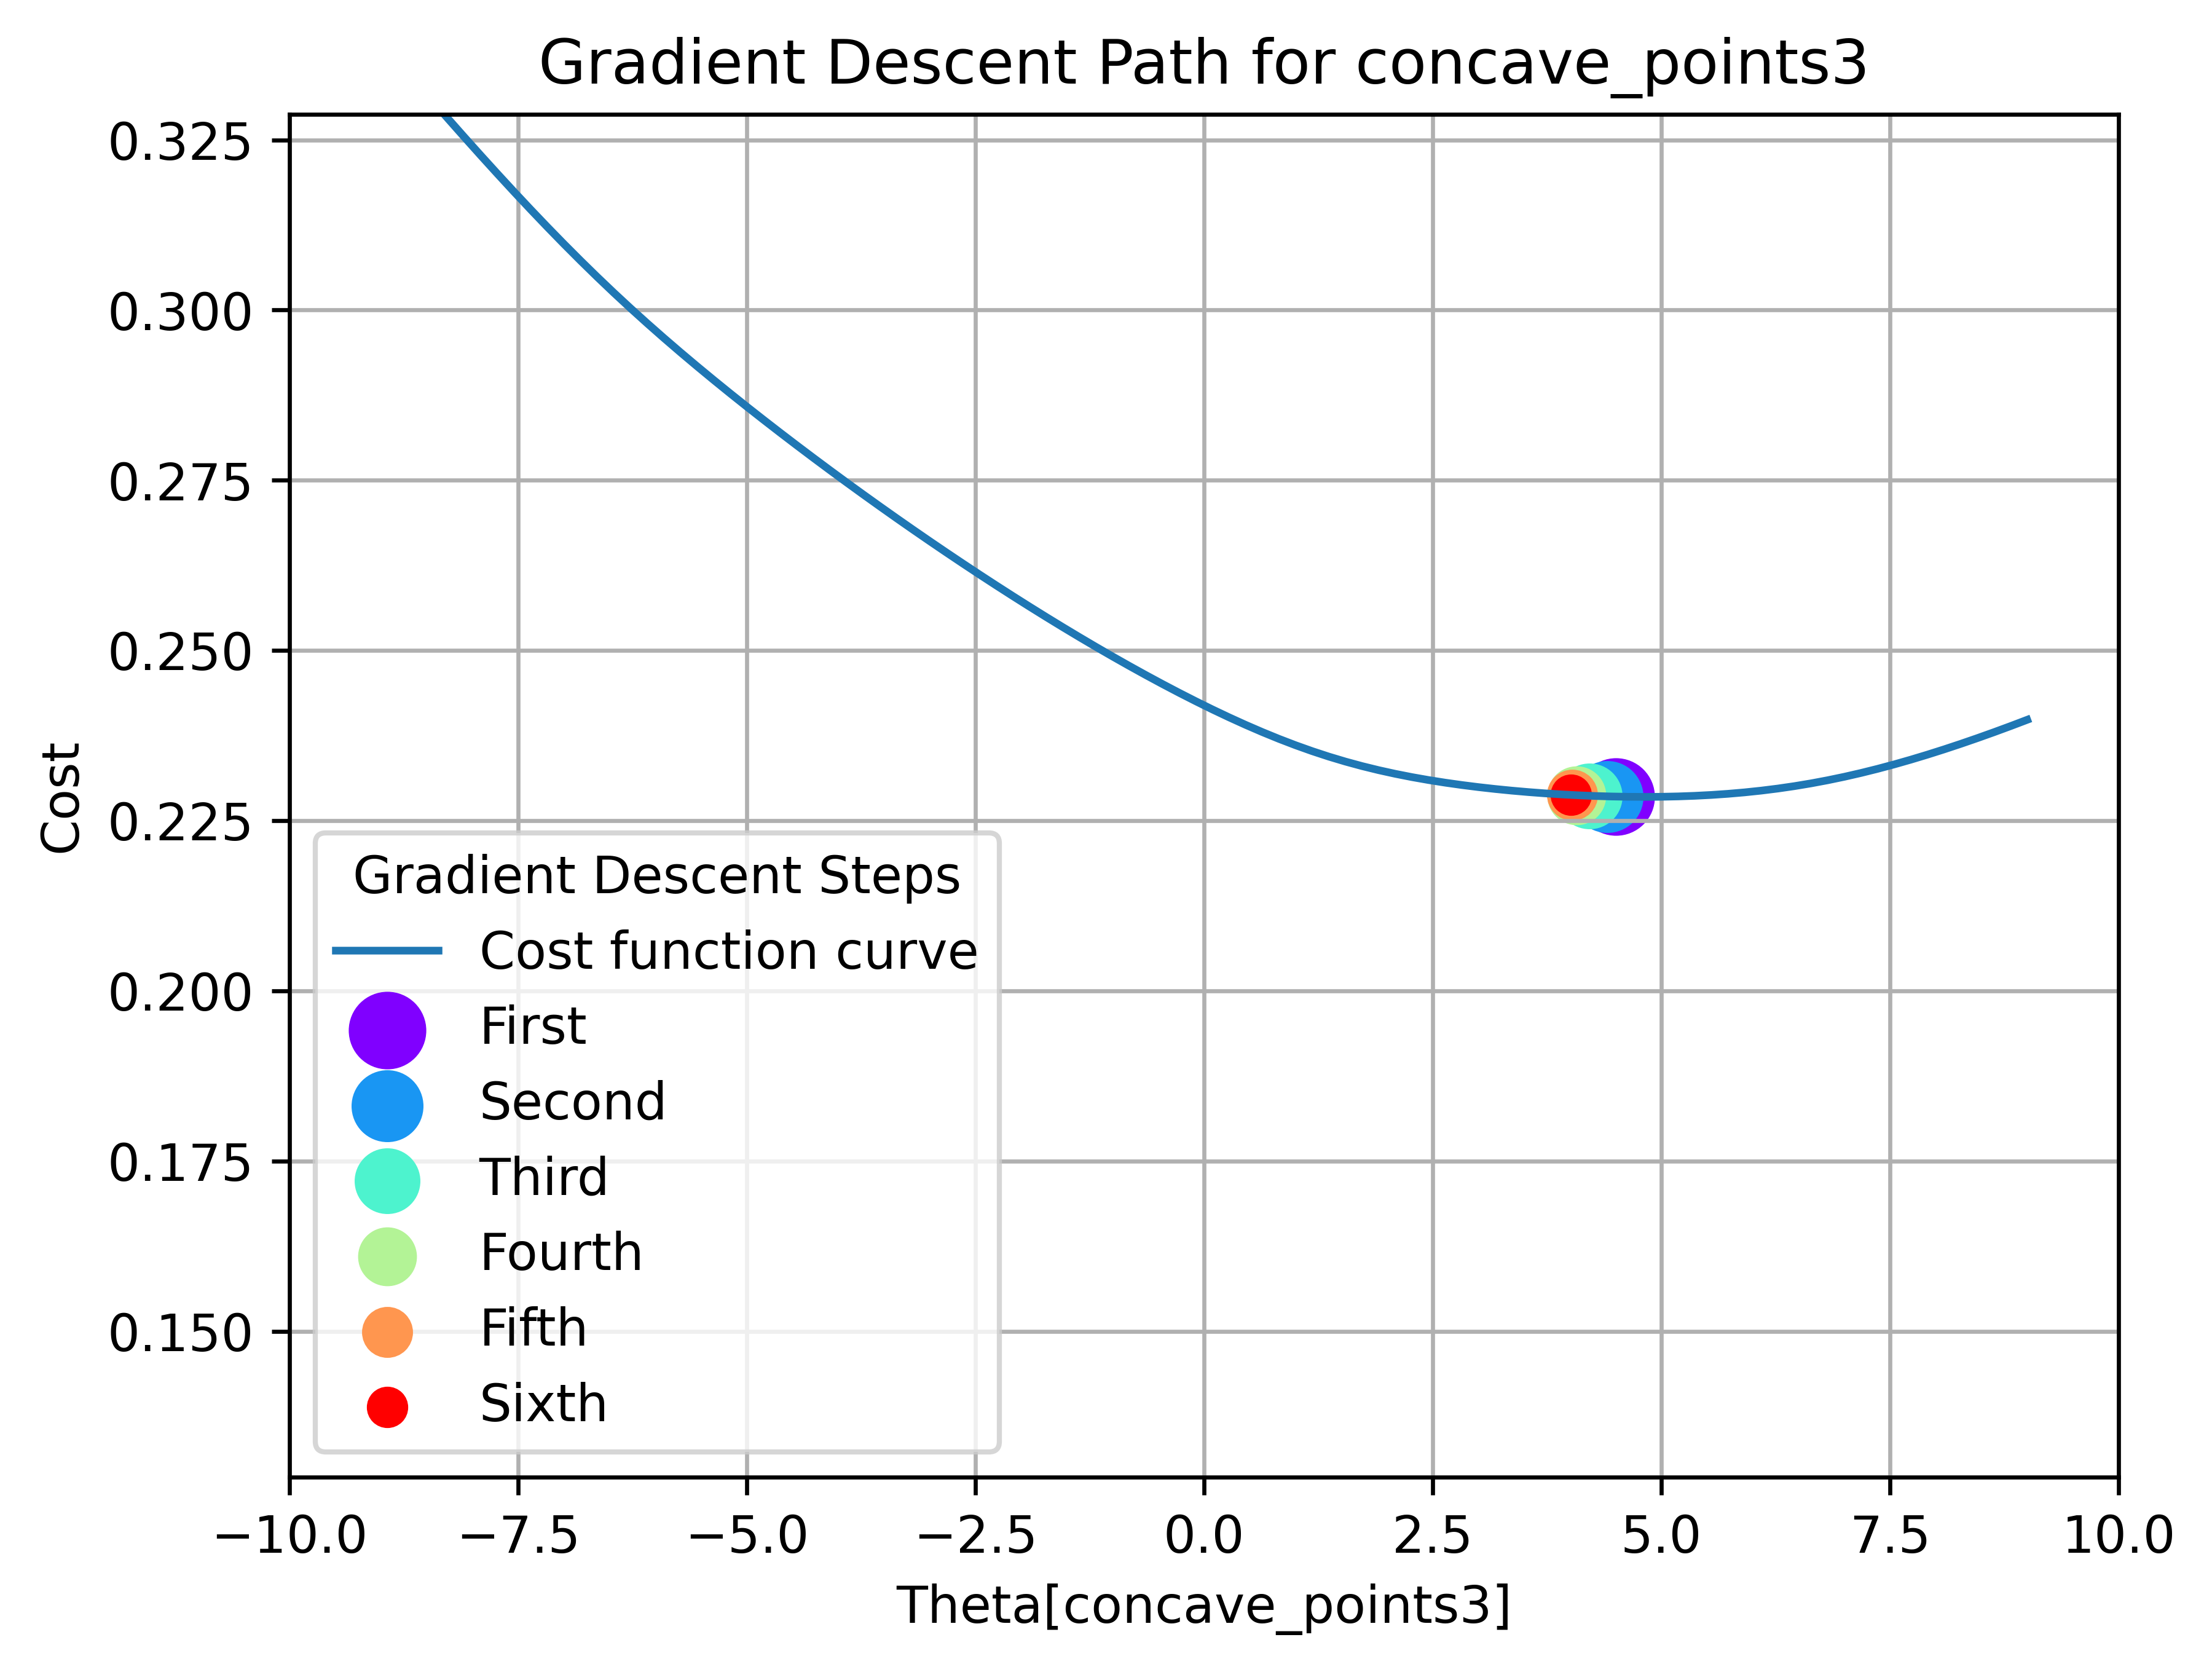 Gradient Descent Path for concave_points3
0.325
0.300
0.275
0.250
0.225
0.200
0.175
0.150
Cost
Gradient Descent Steps
Cost function curve
First
Second
Third
Fourth
Fifth
Sixth
−10.0
−7.5
−5.0
−2.5
0.0
2.5
5.0
7.5
10.0
Theta[concave_points3]